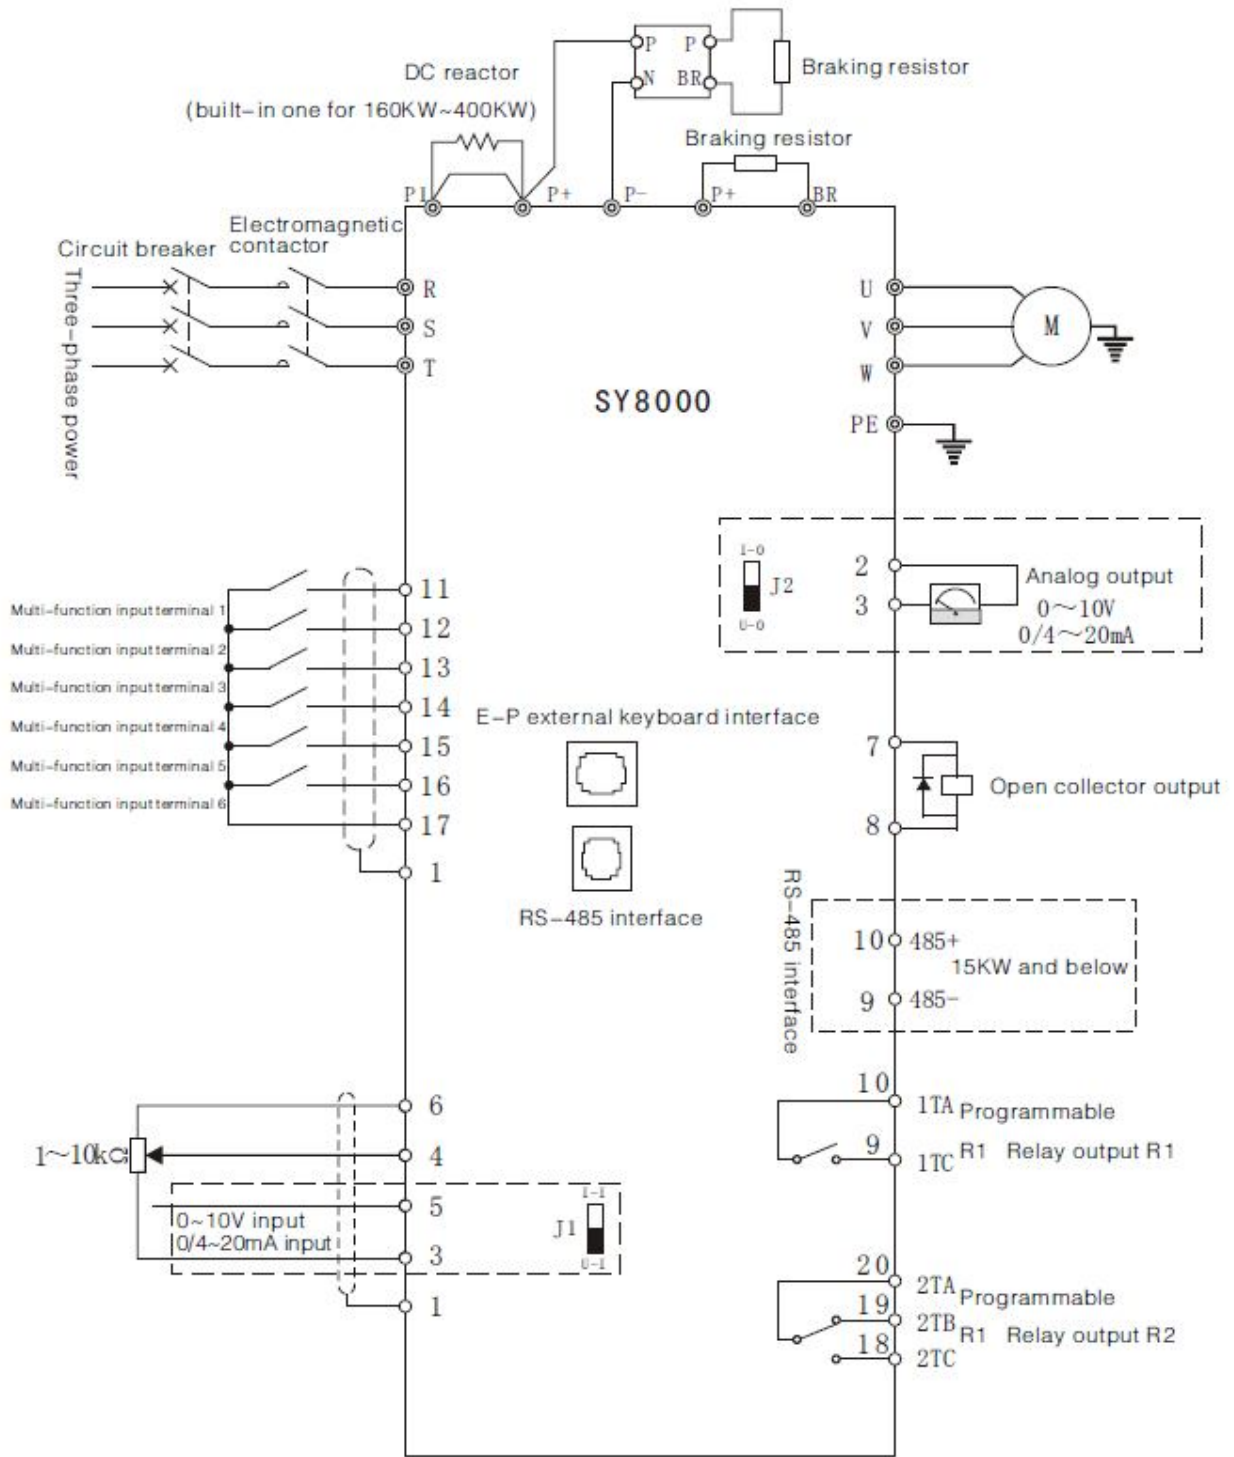 P P
N BR
Braking resistor
DC reactor
(built-in one for 160KW~400KW)
Braking resistor
P1 P+ P- P+ BR
Electromagnetic
contactor
Circuit breaker
Three-phase power
R
S
T
U
V
W
M
PE
SY8000
I-O
J2
U-O
2
3
Analog output
0~10V
0/4~20mA
11
Multi-function input terminal 1
12
Multi-function input terminal 2
13
Multi-function input terminal 3
14
Multi-function input terminal 4
15
Multi-function input terminal 5
16
Multi-function input terminal 6
17
1
E-P external keyboard interface
RS-485 interface
7
8
Open collector output
RS-485 interface
10 485+
15KW and below
9 485-
6
1~10kΩ
4
5
0~10V input
0/4~20mA input
3
1
I-I
J1
U-I
10
1TA Programmable
9
1TC R1 Relay output R1
20
2TA Programmable
19
2TB R1 Relay output R2
18
2TC